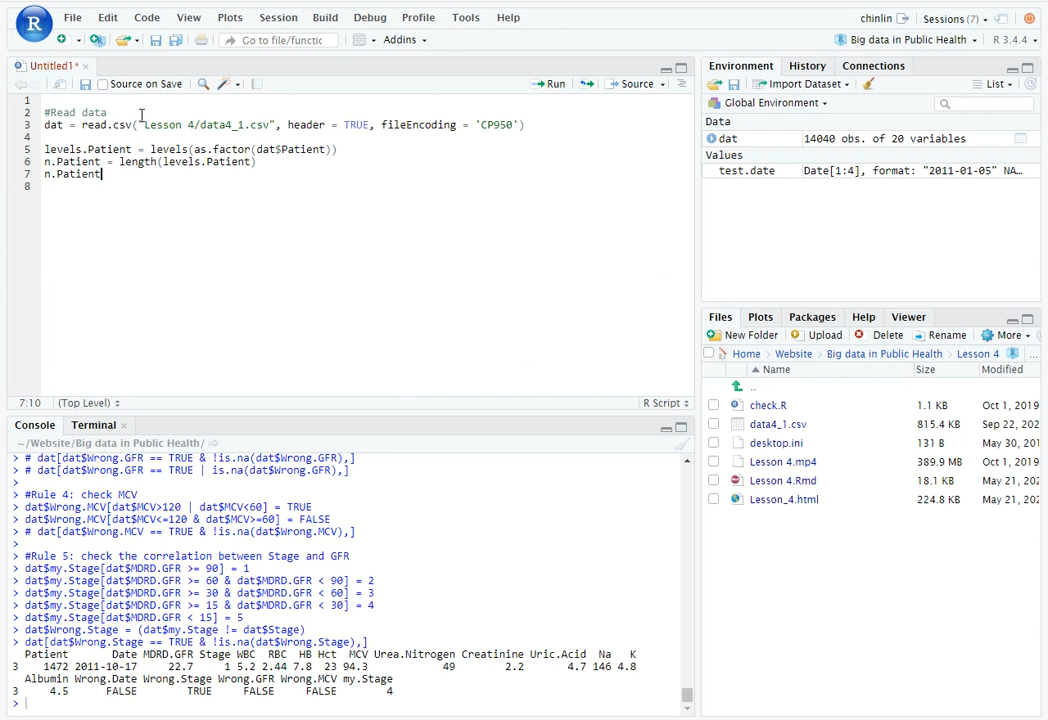 R File Edit Code View Plots Session Build Debug Profile Tools Help chinlin Sessions (7)
Go to file/functic Addins Big data in Public Health R 3.4.4
Untitled1*
Source on Save Run Source
1
2 #Read data
3 dat = read.csv("Lesson 4/data4_1.csv", header = TRUE, fileEncoding = 'CP950')
4
5 levels.Patient = levels(as.factor(dat$Patient))
6 n.Patient = length(levels.Patient)
7 n.Patient
8
7:10 (Top Level) R Script
Console Terminal
~/Website/Big data in Public Health/
> # dat[dat$Wrong.GFR == TRUE & !is.na(dat$Wrong.GFR),]
> # dat[dat$Wrong.GFR == TRUE | is.na(dat$Wrong.GFR),]
>
> #Rule 4: check MCV
> dat$Wrong.MCV[dat$MCV>120 | dat$MCV<60] = TRUE
> dat$Wrong.MCV[dat$MCV<=120 & dat$MCV>=60] = FALSE
> # dat[dat$Wrong.MCV == TRUE & !is.na(dat$Wrong.MCV),]
>
> #Rule 5: check the correlation between Stage and GFR
> dat$my.Stage[dat$MDRD.GFR >= 90] = 1
> dat$my.Stage[dat$MDRD.GFR >= 60 & dat$MDRD.GFR < 90] = 2
> dat$my.Stage[dat$MDRD.GFR >= 30 & dat$MDRD.GFR < 60] = 3
> dat$my.Stage[dat$MDRD.GFR >= 15 & dat$MDRD.GFR < 30] = 4
> dat$my.Stage[dat$MDRD.GFR < 15] = 5
> dat$Wrong.Stage = (dat$my.Stage != dat$Stage)
> dat[dat$Wrong.Stage == TRUE & !is.na(dat$Wrong.Stage),]
Patient Date MDRD.GFR Stage WBC RBC HB Hct MCV Urea.Nitrogen Creatinine Uric.Acid Na K
3 1472 2011-10-17 22.7 1 5.2 2.44 7.8 23 94.3 49 2.2 4.7 146 4.8
Albumin Wrong.Date Wrong.Stage Wrong.GFR Wrong.MCV my.Stage
3 4.5 FALSE TRUE FALSE FALSE 4
>
Environment History Connections
Import Dataset List
Global Environment
Data
dat 14040 obs. of 20 variables
Values
test.date Date[1:4], format: "2011-01-05" NA…
Files Plots Packages Help Viewer
New Folder Upload Delete Rename More
Home Website Big data in Public Health Lesson 4 ...
Name Size Modified
..
check.R 1.1 KB Oct 1, 2019
data4_1.csv 815.4 KB Sep 22, 202
desktop.ini 131 B May 30, 201
Lesson 4.mp4 389.9 MB Oct 1, 2019
Lesson 4.Rmd 18.1 KB May 21, 202
Lesson_4.html 224.8 KB May 21, 202